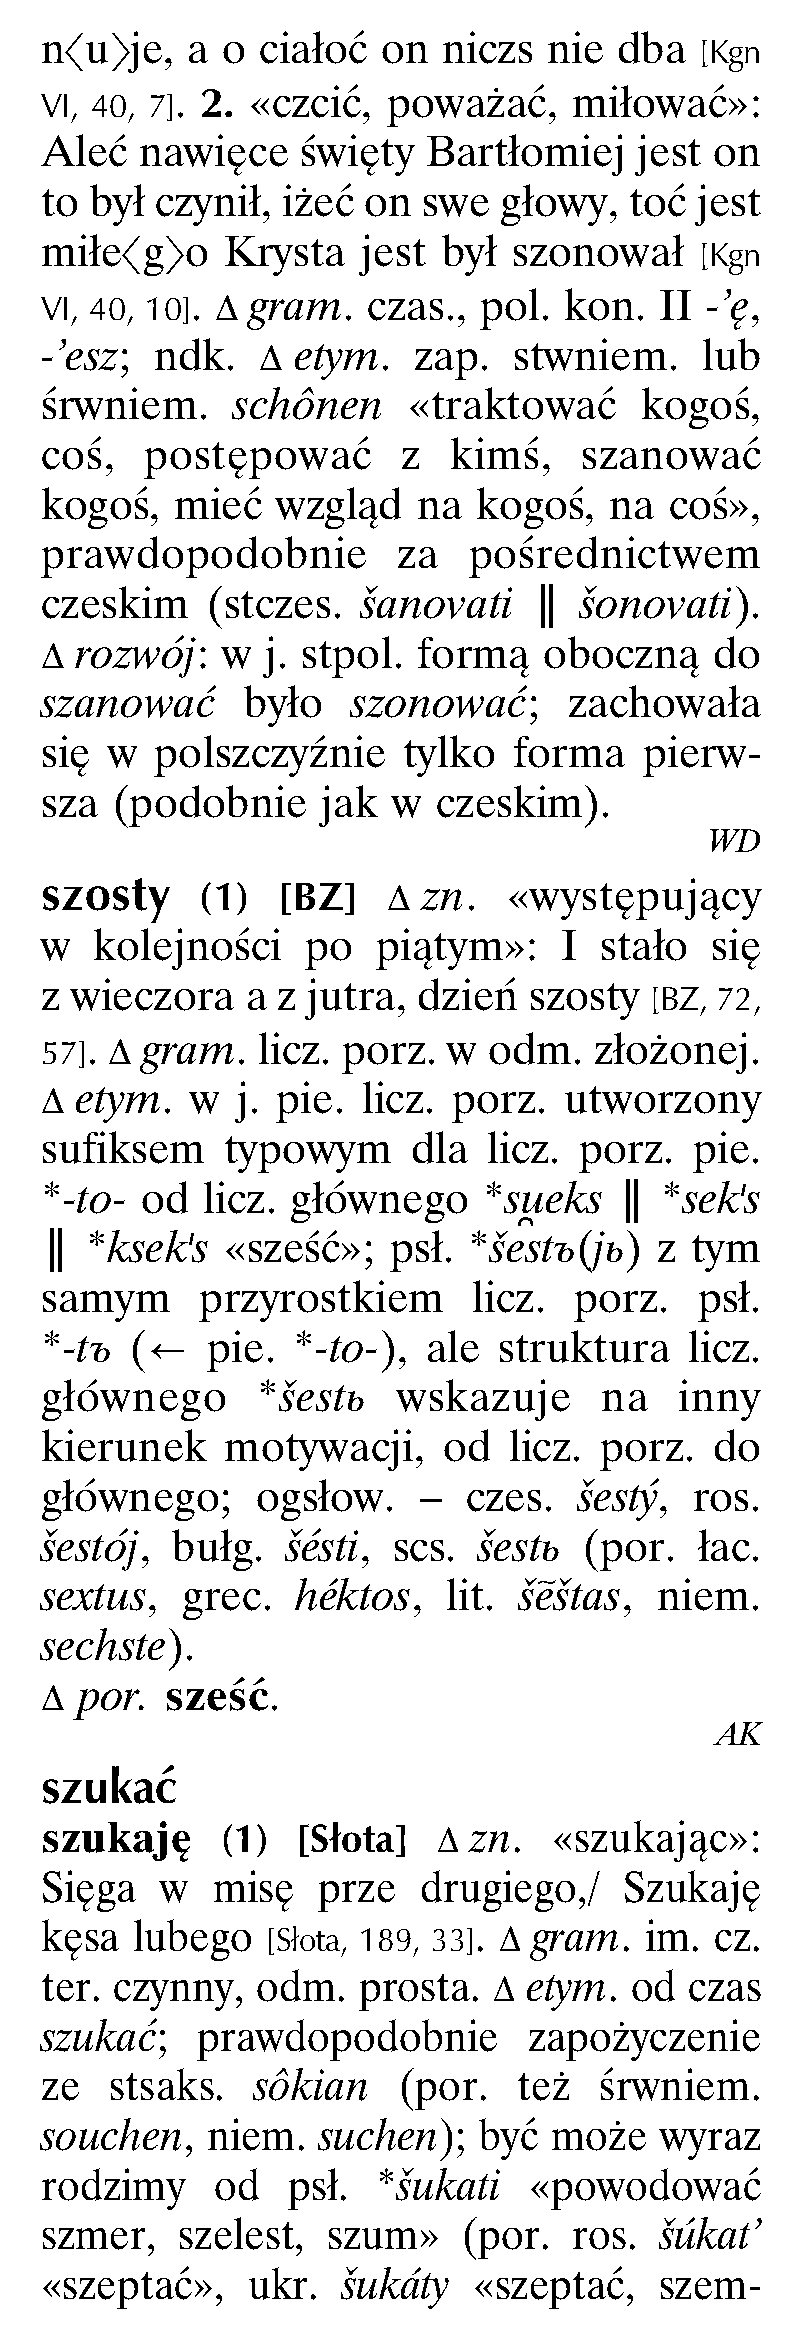 n〈u〉je, a o ciałoć on niczs nie dba [Kgn
VI, 40, 7]. 2. «czcić, poważać, miłować»:
Aleć nawięce święty Bartłomiej jest on
to był czynił, iżeć on swe głowy, toć jest
miłe〈g〉o Krysta jest był szonował [Kgn
VI, 40, 10]. Δ gram. czas., pol. kon. II -’ę,
-’esz; ndk. Δ etym. zap. stwniem. lub
śrwniem. schônen «traktować kogoś,
coś, postępować z kimś, szanować
kogoś, mieć wzgląd na kogoś, na coś»,
prawdopodobnie za pośrednictwem
czeskim (stczes. šanovati ‖ šonovati).
Δ rozwój: w j. stpol. formą oboczną do
szanować było szonować; zachowała
się w polszczyźnie tylko forma pierw-
sza (podobnie jak w czeskim).
WD
szosty (1) [BZ] Δ zn. «występujący
w kolejności po piątym»: I stało się
z wieczora a z jutra, dzień szosty [BZ, 72,
57]. Δ gram. licz. porz. w odm. złożonej.
Δ etym. w j. pie. licz. porz. utworzony
sufiksem typowym dla licz. porz. pie.
*-to- od licz. głównego *su̯eks ‖ *sek's
‖ *ksek's «sześć»; psł. *šestъ(jь) z tym
samym przyrostkiem licz. porz. psł.
*-tъ (← pie. *-to-), ale struktura licz.
głównego *šestь wskazuje na inny
kierunek motywacji, od licz. porz. do
głównego; ogsłow. – czes. šestý, ros.
šestój, bułg. šésti, scs. šestь (por. łac.
sextus, grec. héktos, lit. šẽštas, niem.
sechste).
Δ por. sześć.
AK
szukać
szukaję (1) [Słota] Δ zn. «szukając»:
Sięga w misę prze drugiego,/ Szukaję
kęsa lubego [Słota, 189, 33]. Δ gram. im. cz.
ter. czynny, odm. prosta. Δ etym. od czas
szukać; prawdopodobnie zapożyczenie
ze stsaks. sôkian (por. też śrwniem.
souchen, niem. suchen); być może wyraz
rodzimy od psł. *šukati «powodować
szmer, szelest, szum» (por. ros. šúkat’
«szeptać», ukr. šukáty «szeptać, szem-